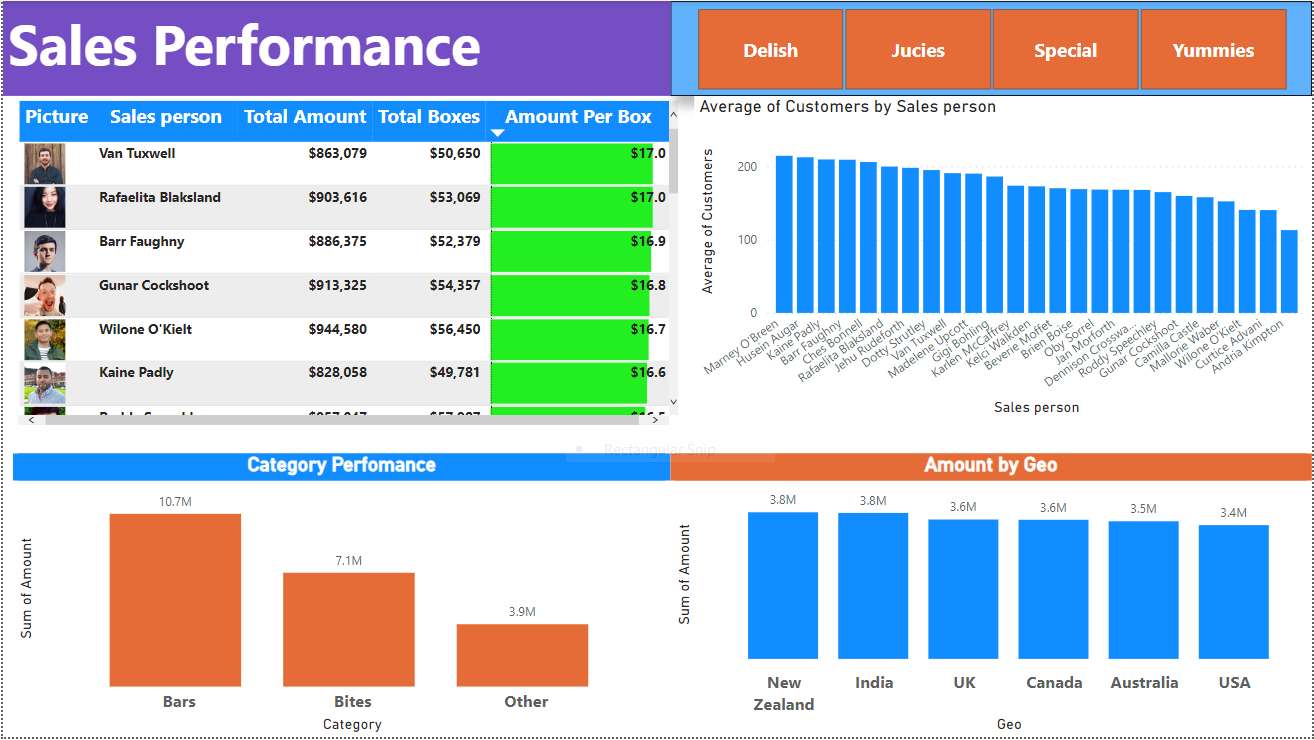 Sales Performance
Delish
Jucies
Special
Yummies
Picture Sales person Total Amount Total Boxes Amount Per Box
Van Tuxwell $863,079 $50,650 $17.0
Rafaelita Blaksland $903,616 $53,069 $17.0
Barr Faughny $886,375 $52,379 $16.9
Gunar Cockshoot $913,325 $54,357 $16.8
Wilone O'Kielt $944,580 $56,450 $16.7
Kaine Padly $828,058 $49,781 $16.6
Average of Customers by Sales person
Average of Customers
200
100
0
Marney O'Breen
Husein Augar
Kaine Padly
Barr Faughny
Ches Bonnell
Rafaelita Blaksland
Jehu Rudeforth
Dotty Strutley
Van Tuxwell
Madelene Upcott
Gigi Bohling
Karlen McCaffrey
Kelci Walkden
Beverie Moffet
Brien Boise
Oby Sorrel
Jan Morforth
Dennison Crosswa...
Roddy Speechley
Gunar Cockshoot
Camilla Castle
Mallorie Waber
Wilone O'Kielt
Curtice Advani
Andria Kimpton
Sales person
Rectangular Snip
Category Perfomance
Sum of Amount
10.7M
7.1M
3.9M
Bars
Bites
Other
Category
Amount by Geo
Sum of Amount
3.8M
3.8M
3.6M
3.6M
3.5M
3.4M
New
Zealand
India
UK
Canada
Australia
USA
Geo